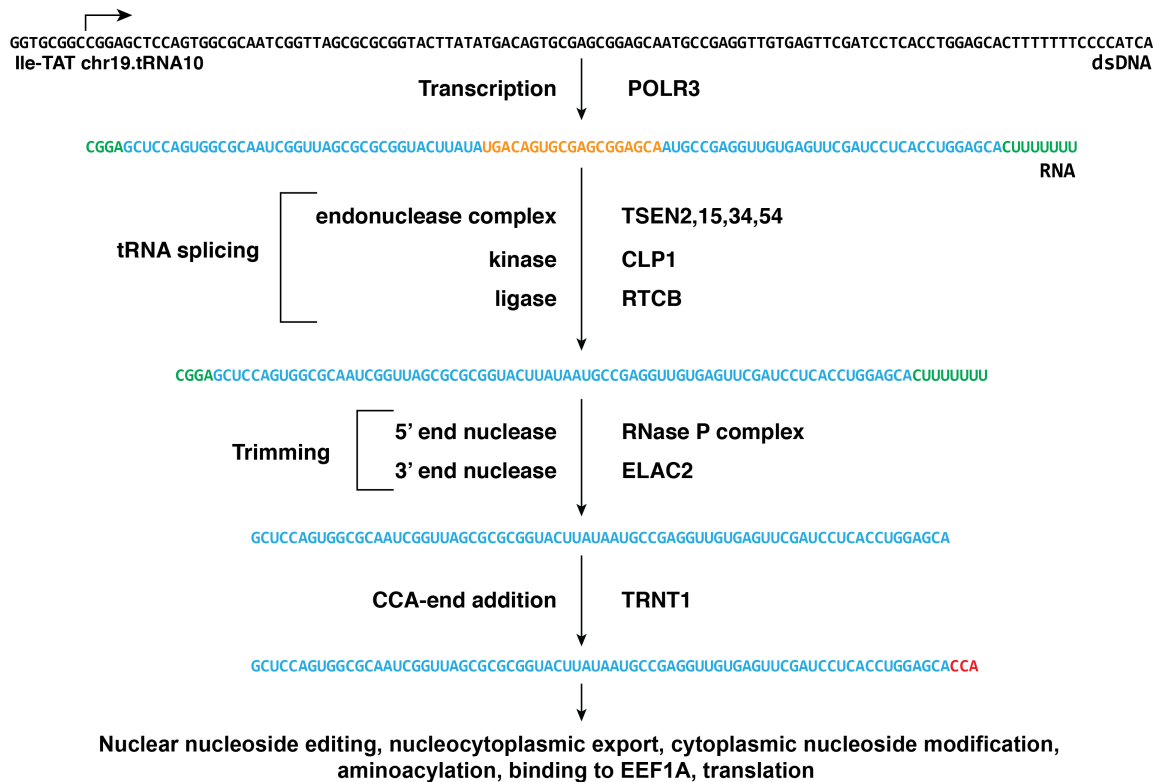 GGTGCGGCCGGAGCTCCAGTGGCGCAATCGGTTAGCGCGCGGTACTTATATGACAGTGCGAGCGGAGCAATGCCGAGGTTGTGAGTTCGATCCTCACCTGGAGCACTTTTTTTCCCCATCA
Ile-TAT chr19.tRNA10 dsDNA
Transcription POLR3
CGGAGCUCCAGUGGCGCAAUCGGUUAGCGCGCGGUACUUAUAUGACAGUGCGAGCGGAGCAAUGCCGAGGUUGUGAGUUCGAUCCUCACCUGGAGCACUUUUUUU
RNA
endonuclease complex TSEN2,15,34,54
tRNA splicing
kinase CLP1
ligase RTCB
CGGAGCUCCAGUGGCGCAAUCGGUUAGCGCGCGGUACUUAUAAUGCCGAGGUUGUGAGUUCGAUCCUCACCUGGAGCACUUUUUUU
5’ end nuclease RNase P complex
Trimming
3’ end nuclease ELAC2
GCUCCAGUGGCGCAAUCGGUUAGCGCGCGGUACUUAUAAUGCCGAGGUUGUGAGUUCGAUCCUCACCUGGAGCA
CCA-end addition TRNT1
GCUCCAGUGGCGCAAUCGGUUAGCGCGCGGUACUUAUAAUGCCGAGGUUGUGAGUUCGAUCCUCACCUGGAGCACCA
Nuclear nucleoside editing, nucleocytoplasmic export, cytoplasmic nucleoside modification,
aminoacylation, binding to EEF1A, translation